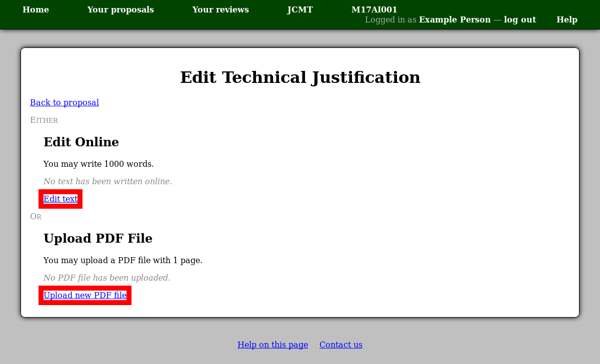 Home Your proposals Your reviews JCMT M17AI001
Logged in as Example Person — log out Help
Edit Technical Justification
Back to proposal
EITHER
Edit Online
You may write 1000 words.
No text has been written online.
Edit text
OR
Upload PDF File
You may upload a PDF file with 1 page.
No PDF file has been uploaded.
Upload new PDF file
Help on this page Contact us